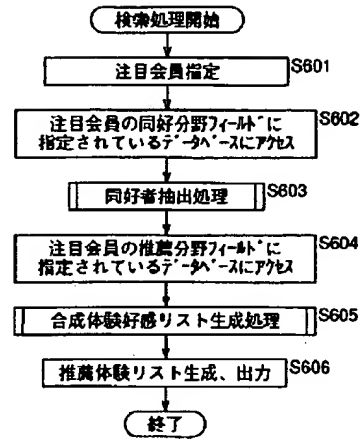 検索処理開始
注目会員指定
S601
注目会員の同好分野フィールドに
指定されているデータベースにアクセス
S602
同好者抽出処理
S603
注目会員の推薦分野フィールドに
指定されているデータベースにアクセス
S604
合成体験好感リスト生成処理
S605
推薦体験リスト生成、出力
S606
終了